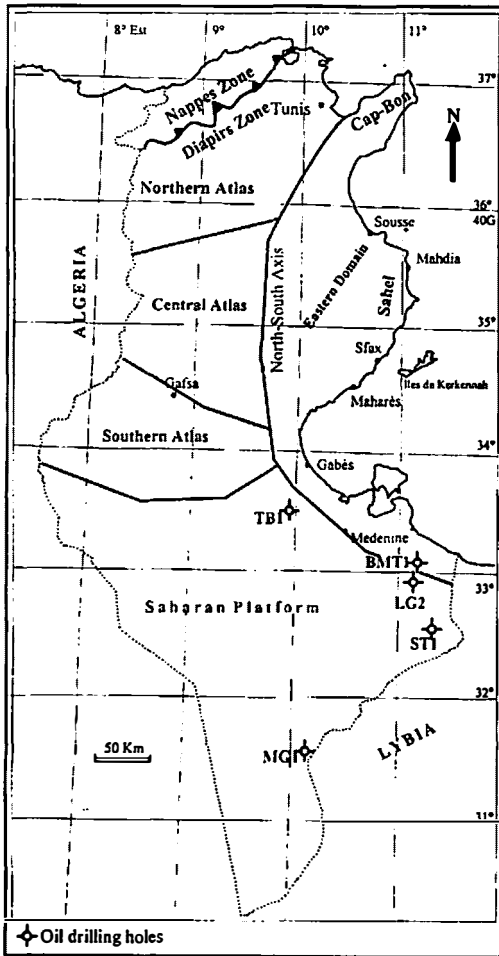 8° Est 9° 10° 11°
37°
Nappes Zone
Diapirs Zone
Tunis
Cap-Bon
N
Northern Atlas
36°
40G
Sousse
ALGERIA
North-South Axis
Eastern Domain
Sahel
Mahdia
Central Atlas
35°
Sfax
Gafsa
Iles de Kerkennah
Maharès
Southern Atlas
34°
Gabès
TB1
Medenine
BMT1
33°
Saharan Platform
LG2
ST1
32°
MG1
LYBIA
50 Km
31°
Oil drilling holes